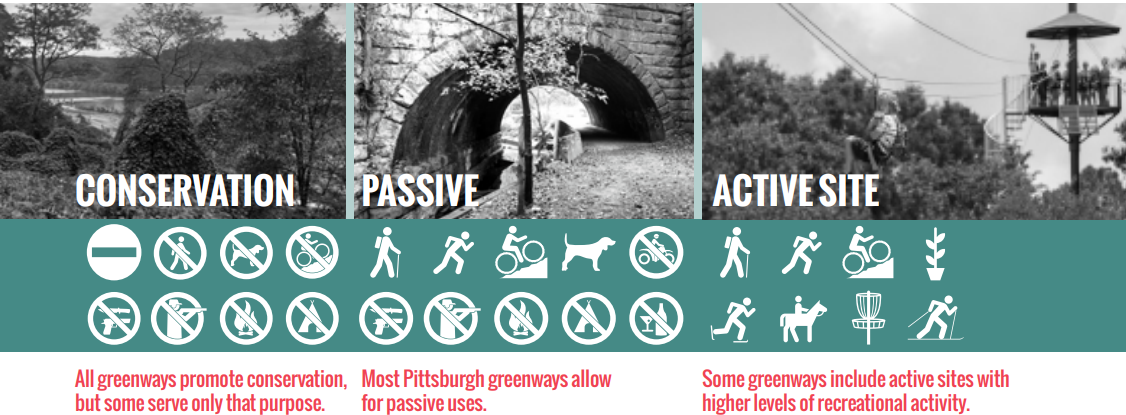 CONSERVATION
PASSIVE
ACTIVE SITE
All greenways promote conservation,
but some serve only that purpose.
Most Pittsburgh greenways allow
for passive uses.
Some greenways include active sites with
higher levels of recreational activity.